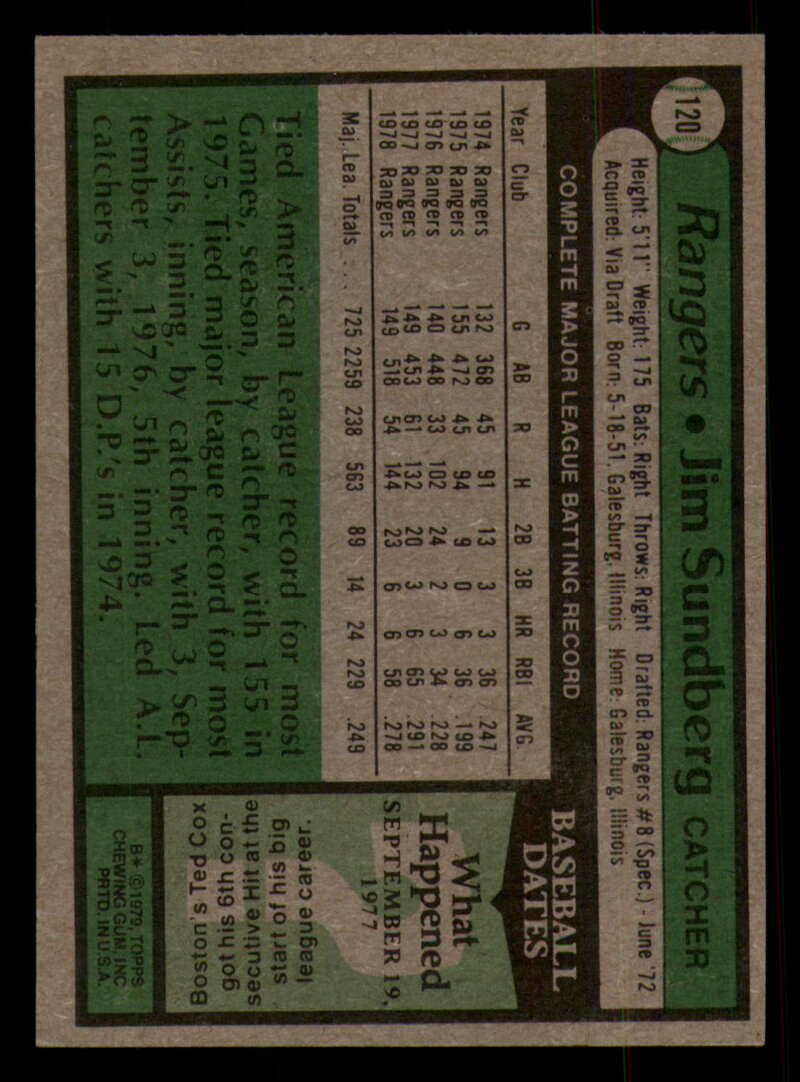 120
Rangers • Jim Sundberg CATCHER
Height: 5'11" Weight: 175 Bats: Right Throws: Right Drafted: Rangers #8 (Spec.) - June '72
Acquired: Via Draft Born: 5-18-51, Galesburg, Illinois Home: Galesburg, Illinois
COMPLETE MAJOR LEAGUE BATTING RECORD
Year Club G AB R H 2B 3B HR RBI AVG.
1974 Rangers 132 368 45 91 13 3 3 36 .247
1975 Rangers 155 472 45 94 9 0 6 36 .199
1976 Rangers 140 448 33 102 24 2 3 34 .228
1977 Rangers 149 453 61 132 20 3 6 65 .291
1978 Rangers 149 518 54 144 23 6 6 58 .278
Maj. Lea. Totals . . . 725 2259 238 563 89 14 24 229 .249
Tied American League record for most
Games, season, by catcher, with 155 in
1975. Tied major league record for most
Assists, inning, by catcher, with 3, Sep-
tember 3, 1976, 5th inning. Led A.L.
catchers with 15 D.P.'s in 1974.
BASEBALL
DATES
What
Happened
SEPTEMBER 19,
1977
Boston's Ted Cox
got his 6th con-
secutive Hit at the
start of his big
league career.
B* ©1979, TOPPS
CHEWING GUM, INC
PRTD. IN U.S.A.